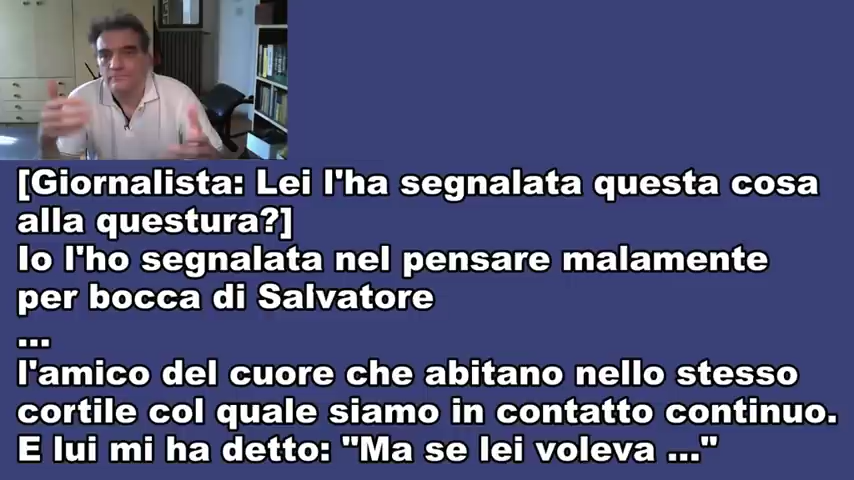 [Giornalista: Lei l'ha segnalata questa cosa
alla questura?]
Io l'ho segnalata nel pensare malamente
per bocca di Salvatore
...
l'amico del cuore che abitano nello stesso
cortile col quale siamo in contatto continuo.
E lui mi ha detto: "Ma se lei voleva ..."